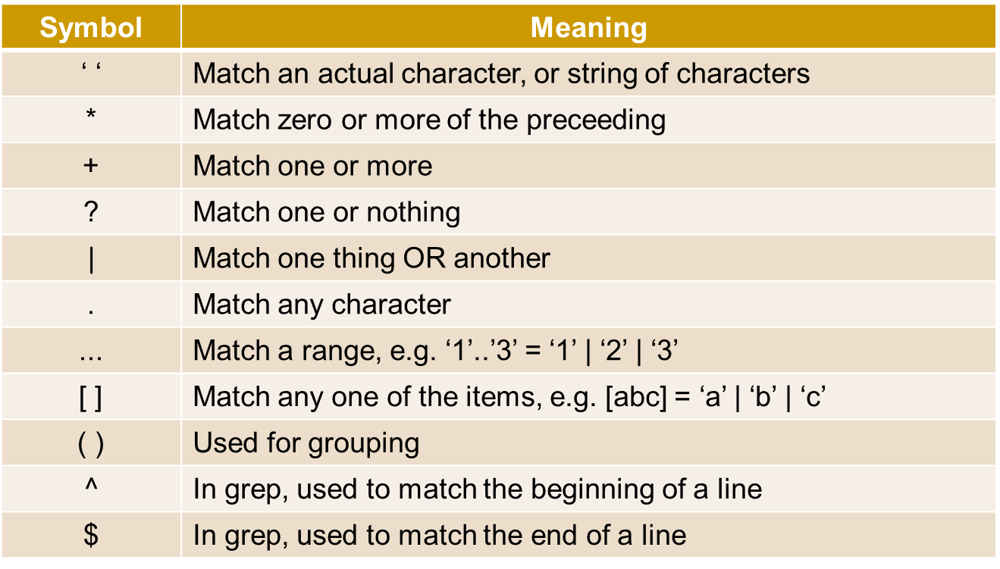 Symbol Meaning
‘ ‘ Match an actual character, or string of characters
* Match zero or more of the preceeding
+ Match one or more
? Match one or nothing
| Match one thing OR another
. Match any character
... Match a range, e.g. ‘1’..’3’ = ‘1’ | ‘2’ | ‘3’
[ ] Match any one of the items, e.g. [abc] = ‘a’ | ‘b’ | ‘c’
( ) Used for grouping
^ In grep, used to match the beginning of a line
$ In grep, used to match the end of a line